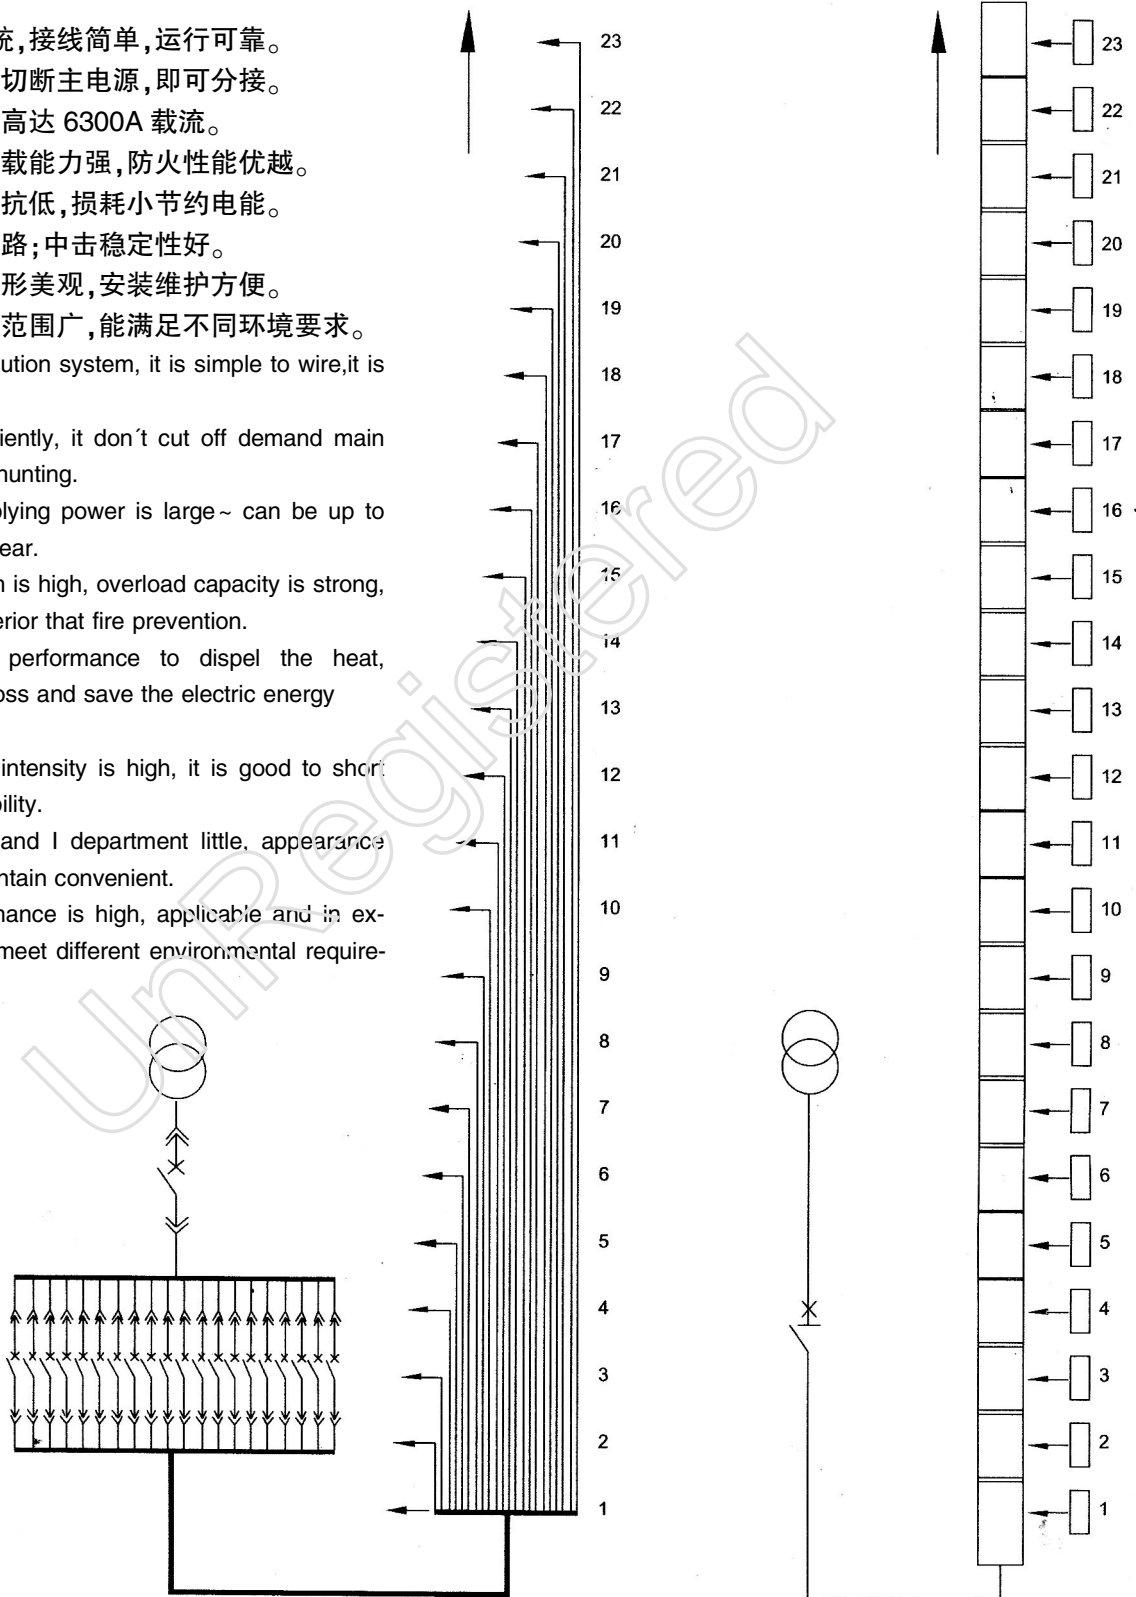 统,接线简单,运行可靠。
切断主电源,即可分接。
高达 6300A 载流。
载能力强,防火性能优越。
抗低,损耗小节约电能。
路;中击稳定性好。
形美观,安装维护方便。
范围广,能满足不同环境要求。
ution system, it is simple to wire,it is
iently, it don´t cut off demand main
hunting.
plying power is large~ can be up to
ear.
n is high, overload capacity is strong,
erior that fire prevention.
performance to dispel the heat,
oss and save the electric energy
intensity is high, it is good to short
bility.
and I department little, appearance
ntain convenient.
nance is high, applicable and in ex-
meet different environmental require-
23
22
21
20
19
18
17
16
15
14
13
12
11
10
9
8
7
6
5
4
3
2
1
23
22
21
20
19
18
17
16
15
14
13
12
11
10
9
8
7
6
5
4
3
2
1
UnRegistered